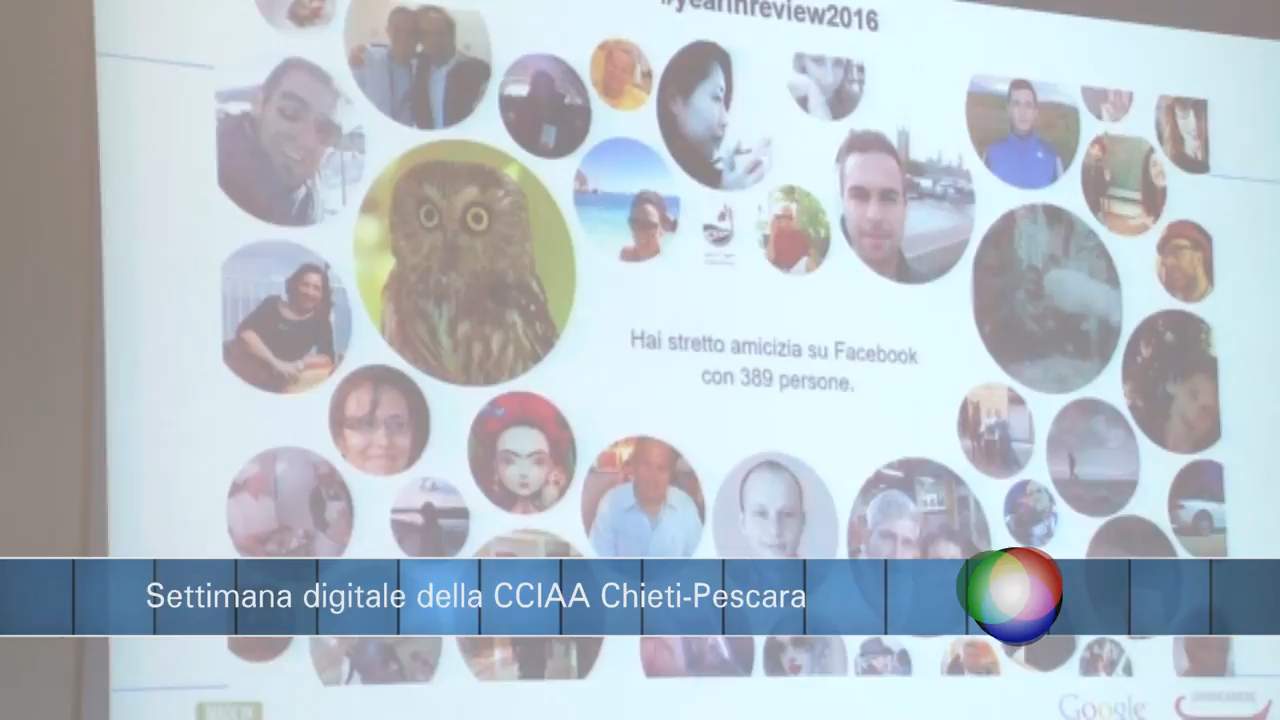 #yearinreview2016
Hai stretto amicizia su Facebook
con 389 persone.
Settimana digitale della CCIAA Chieti-Pescara
Google